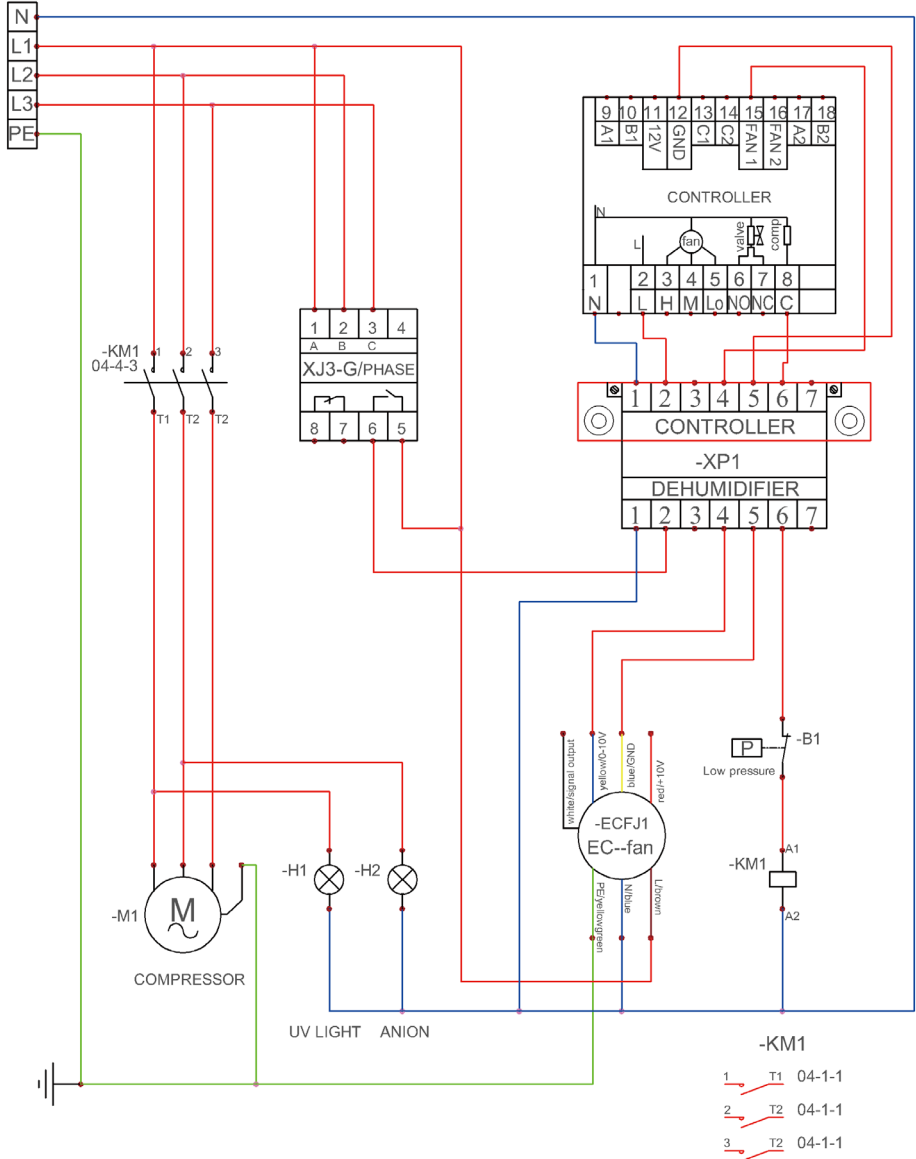 N
L1
L2
L3
PE
9 10 11 12 13 14 15 16 17 18
A1 B1 12V GND C1 C2 FAN 1 FAN 2 A2 B2
CONTROLLER
N
L
fan
valve
comp
1 2 3 4 5 6 7 8
N L H M Lo NO NC C
-KM1
04-4-3
1 2 3
T1 T2 T2
1 2 3 4
A B C
XJ3-G/PHASE
8 7 6 5
1 2 3 4 5 6 7
CONTROLLER
-XP1
DEHUMIDIFIER
1 2 3 4 5 6 7
white/signal output
yellow/0-10V
blue/GND
red/+10V
-ECFJ1
EC--fan
PE/yellowgreen
N/blue
L/brown
P
-B1
Low pressure
A1
-KM1
A2
-H1
-H2
-M1
M
COMPRESSOR
UV LIGHT
ANION
-KM1
1 T1 04-1-1
2 T2 04-1-1
3 T2 04-1-1